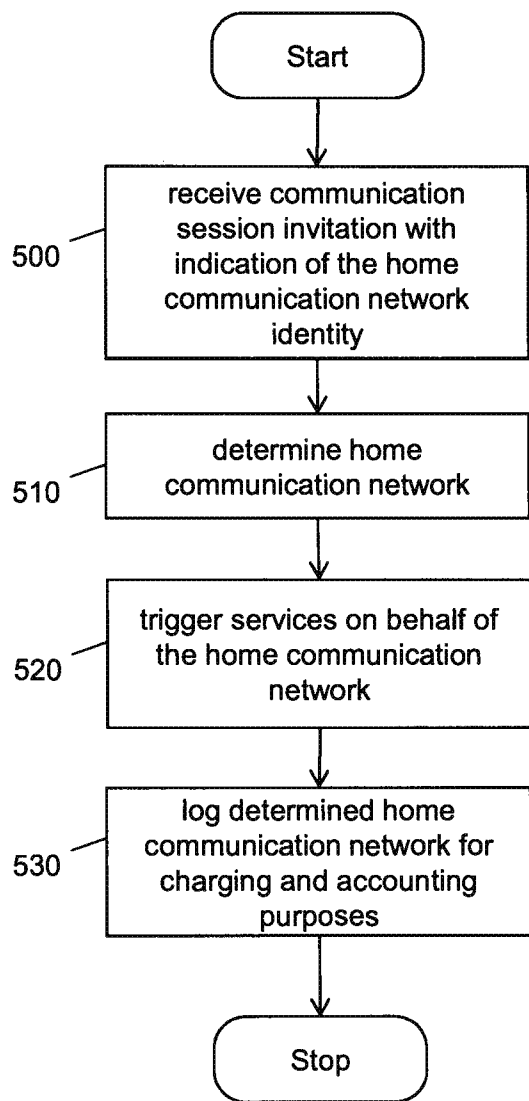 Start
receive communication
session invitation with
indication of the home
communication network
identity
500
determine home
communication network
510
trigger services on behalf of
the home communication
network
520
log determined home
communication network for
charging and accounting
purposes
530
Stop